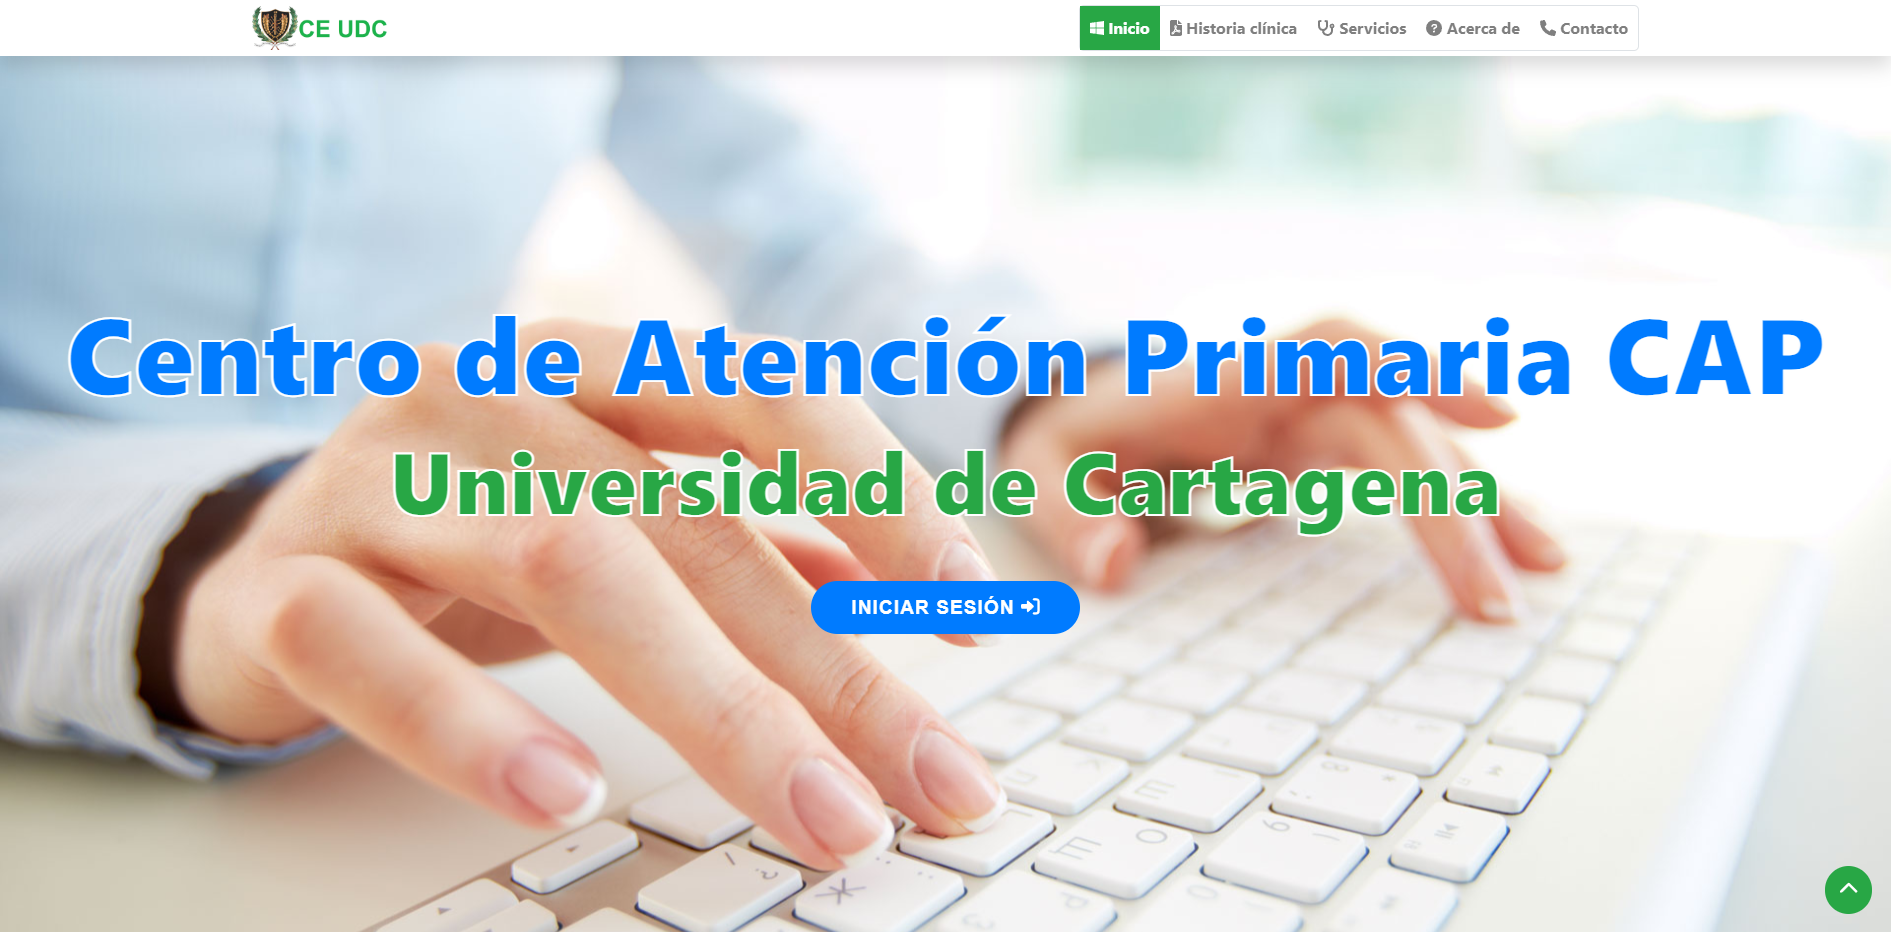 CE UDC
Inicio
Historia clínica
Servicios
Acerca de
Contacto
Centro de Atención Primaria CAP
Universidad de Cartagena
INICIAR SESIÓN